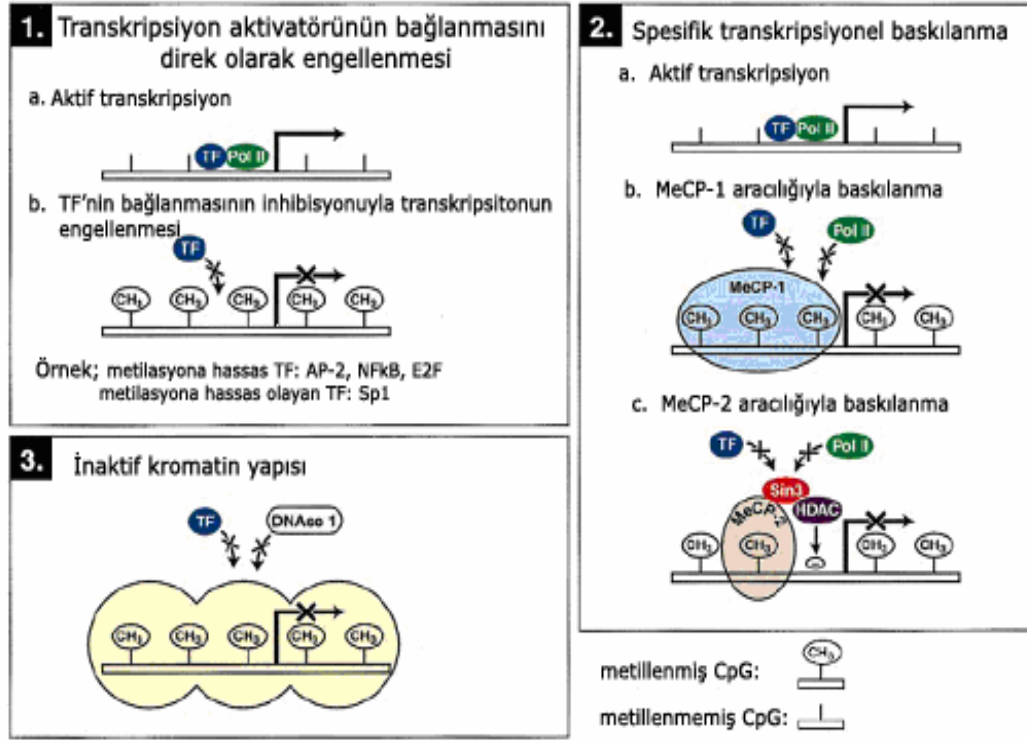 1. Transkripsiyon aktivatörünün bağlanmasını
direk olarak engellenmesi
a. Aktif transkripsiyon
TF Pol II
b. TF'nin bağlanmasının inhibisyonuyla transkripsitonun
engellenmesi
TF
CH3 CH3 CH3 CH3 CH3
Örnek; metilasyona hassas TF: AP-2, NFkB, E2F
metilasyona hassas olayan TF: Sp1
2. Spesifik transkripsiyonel baskılanma
a. Aktif transkripsiyon
TF Pol II
b. MeCP-1 aracılığıyla baskılanma
TF Pol II
MeCP-1
CH3 CH3 CH3 CH3 CH3
c. MeCP-2 aracılığıyla baskılanma
TF Pol II
Sin3
MeCP-2 HDAC
CH3 CH3 CH3 CH3
3. İnaktif kromatin yapısı
TF DNAse 1
CH3 CH3 CH3 CH3 CH3
metillenmiş CpG: CH3
metillenmemiş CpG: